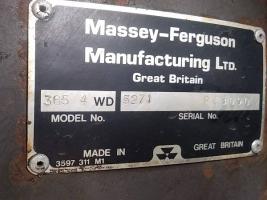 Massey-Ferguson
Manufacturing LTD.
Great Britain
385 4 WD 5271
MODEL No. SERIAL No.
MADE IN GREAT BRITAIN
3597 311 M1